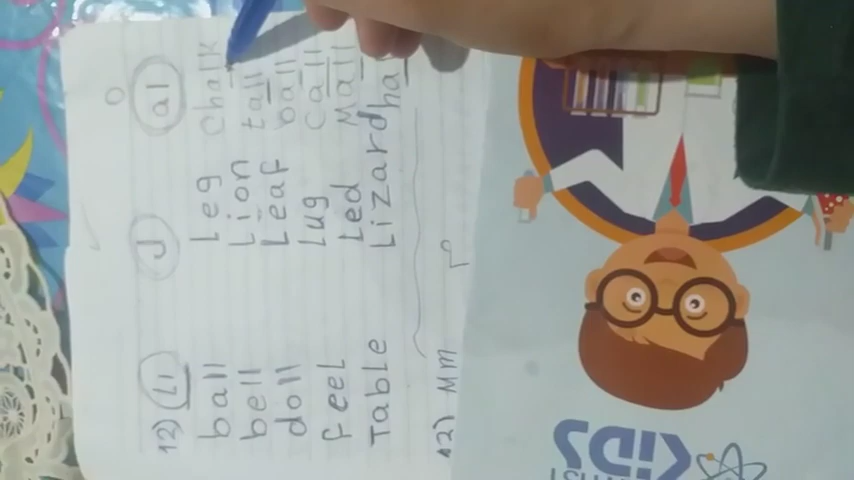 12) Ll J al
ball Leg Chalk
bell Lion tall
doll Leaf ball
feel Lug Call
Table Led Mall
Lizard
12) Mm
KiDS